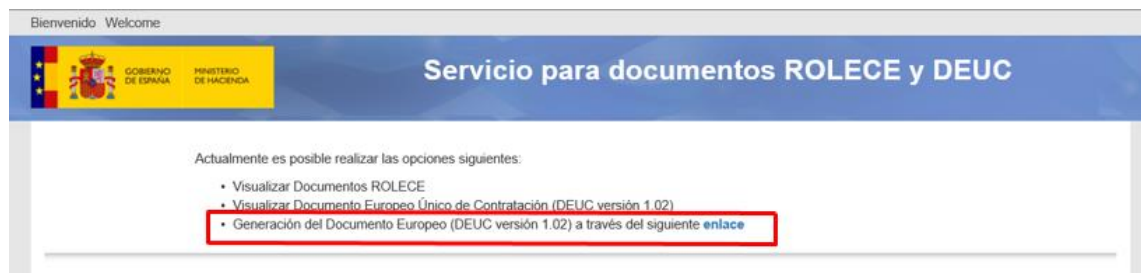 Bienvenido Welcome
GOBIERNO DE ESPAÑA
MINISTERIO DE HACIENDA
Servicio para documentos ROLECE y DEUC
Actualmente es posible realizar las opciones siguientes:
• Visualizar Documentos ROLECE
• Visualizar Documento Europeo Único de Contratación (DEUC versión 1.02)
• Generación del Documento Europeo (DEUC versión 1.02) a través del siguiente enlace